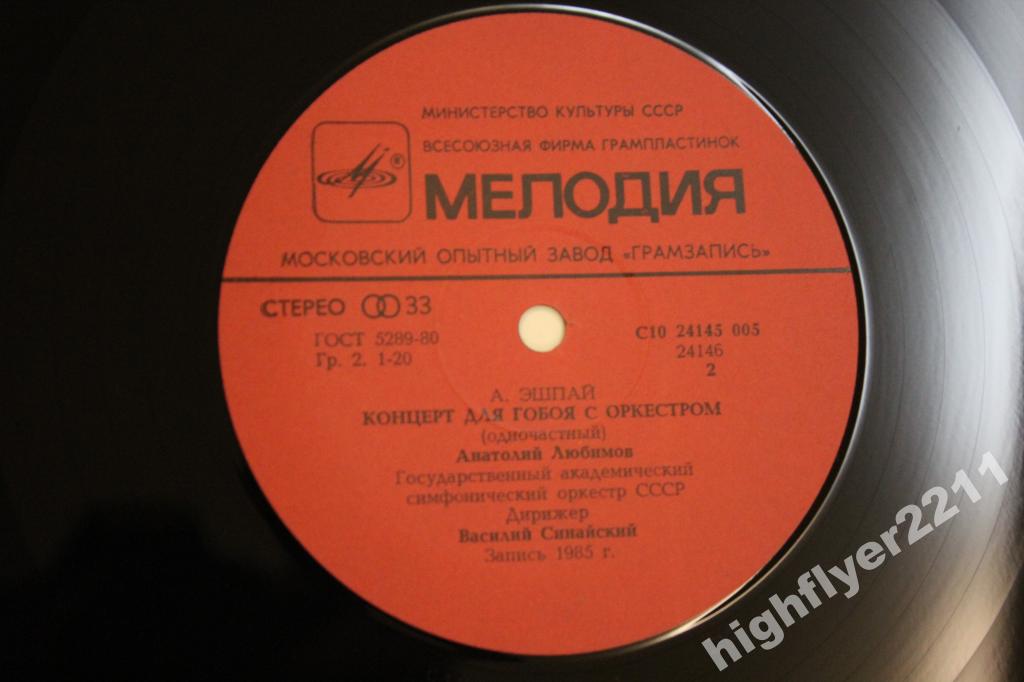 МИНИСТЕРСТВО КУЛЬТУРЫ СССР
ВСЕСОЮЗНАЯ ФИРМА ГРАМПЛАСТИНОК
®
МЕЛОДИЯ
МОСКОВСКИЙ ОПЫТНЫЙ ЗАВОД «ГРАМЗАПИСЬ»
СТЕРЕО 33
ГОСТ 5289-80
Гр. 2. 1-20
С10 24145 005
24146
2
А. ЭШПАЙ
КОНЦЕРТ ДЛЯ ГОБОЯ С ОРКЕСТРОМ
(одночастный)
Анатолий Любимов
Государственный академический
симфонический оркестр СССР
Дирижер
Василий Синайский
Запись 1985 г.
highflyer2211